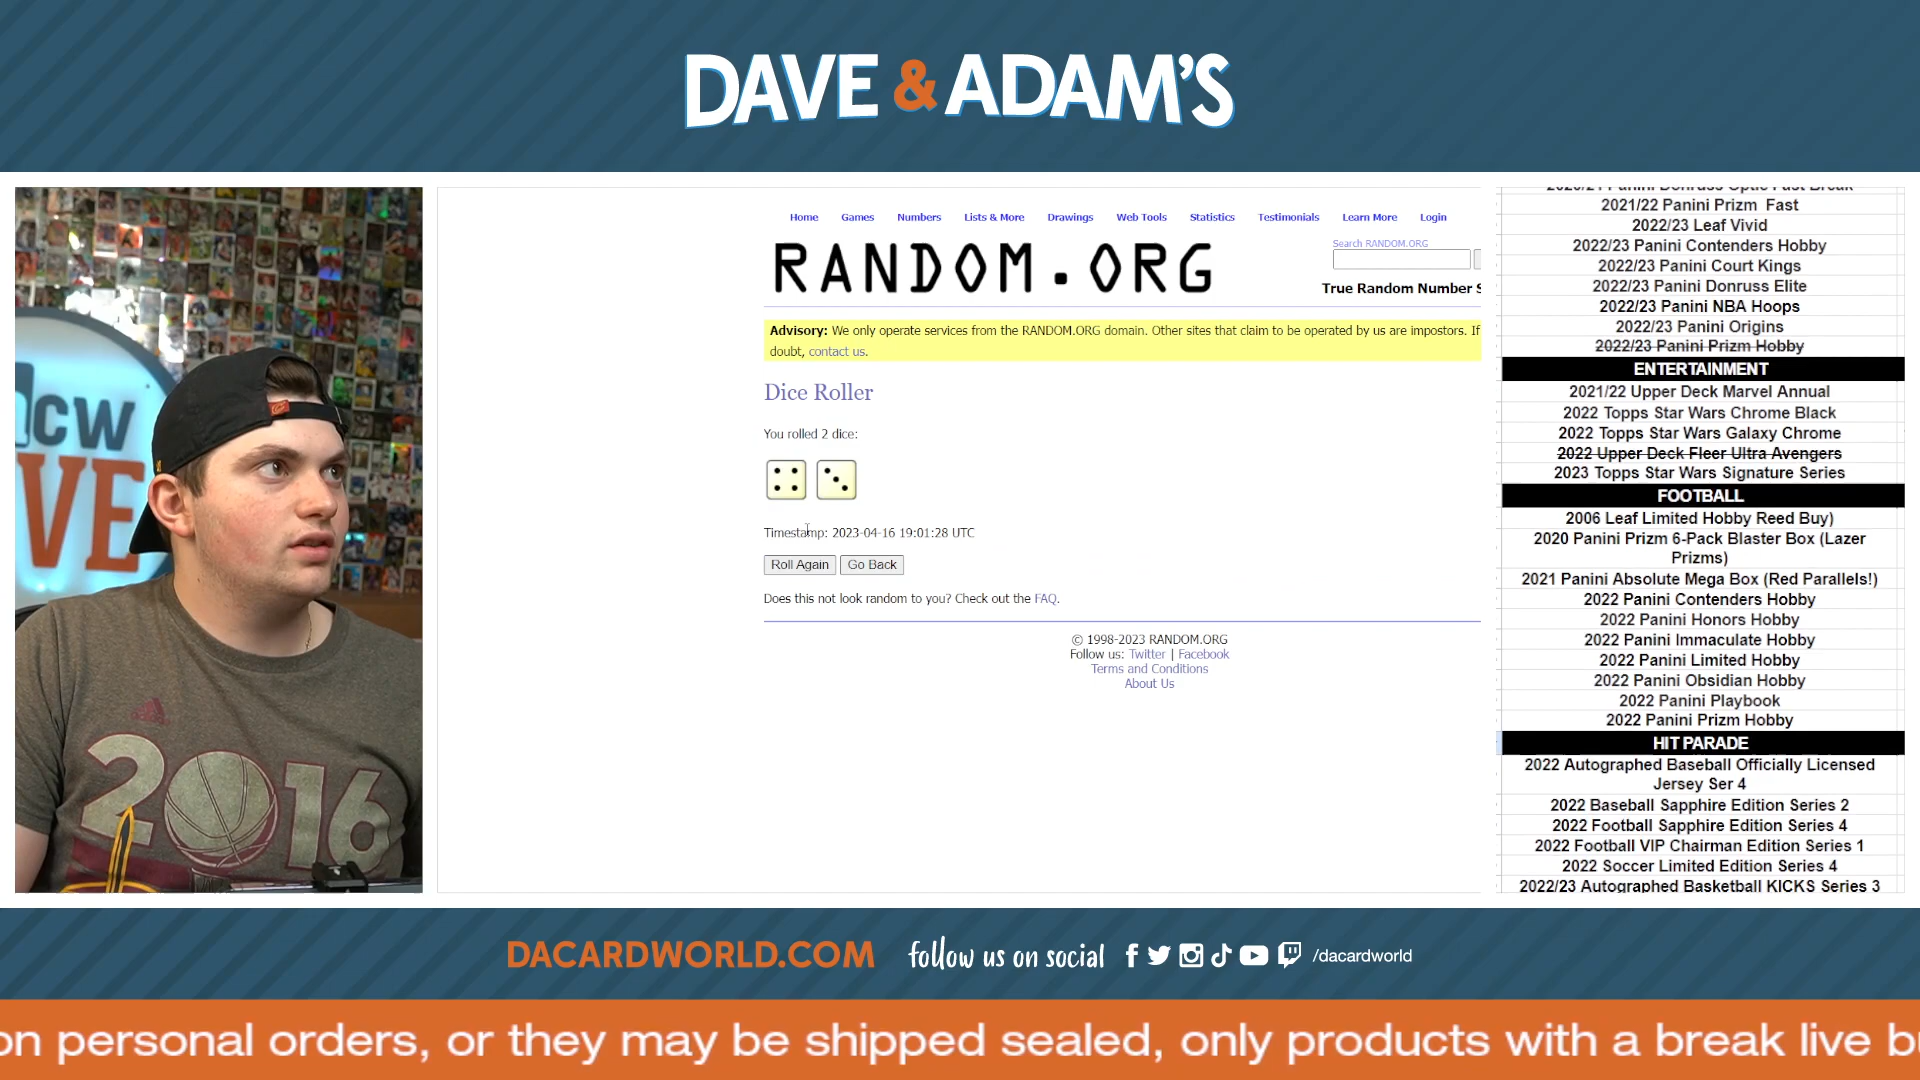 DAVE & ADAM'S
CW
VE
2016
Home Games Numbers Lists & More Drawings Web Tools Statistics Testimonials Learn More Login
RANDOM.ORG
Search RANDOM.ORG
True Random Number S
Advisory: We only operate services from the RANDOM.ORG domain. Other sites that claim to be operated by us are impostors. If
doubt, contact us.
Dice Roller
You rolled 2 dice:
Timestamp: 2023-04-16 19:01:28 UTC
Roll Again Go Back
Does this not look random to you? Check out the FAQ.
© 1998-2023 RANDOM.ORG
Follow us: Twitter | Facebook
Terms and Conditions
About Us
2021/22 Panini Prizm Fast
2022/23 Leaf Vivid
2022/23 Panini Contenders Hobby
2022/23 Panini Court Kings
2022/23 Panini Donruss Elite
2022/23 Panini NBA Hoops
2022/23 Panini Origins
2022/23 Panini Prizm Hobby
ENTERTAINMENT
2021/22 Upper Deck Marvel Annual
2022 Topps Star Wars Chrome Black
2022 Topps Star Wars Galaxy Chrome
2022 Upper Deck Fleer Ultra Avengers
2023 Topps Star Wars Signature Series
FOOTBALL
2006 Leaf Limited Hobby Reed Buy)
2020 Panini Prizm 6-Pack Blaster Box (Lazer
Prizms)
2021 Panini Absolute Mega Box (Red Parallels!)
2022 Panini Contenders Hobby
2022 Panini Honors Hobby
2022 Panini Immaculate Hobby
2022 Panini Limited Hobby
2022 Panini Obsidian Hobby
2022 Panini Playbook
2022 Panini Prizm Hobby
HIT PARADE
2022 Autographed Baseball Officially Licensed
Jersey Ser 4
2022 Baseball Sapphire Edition Series 2
2022 Football Sapphire Edition Series 4
2022 Football VIP Chairman Edition Series 1
2022 Soccer Limited Edition Series 4
2022/23 Autographed Basketball KICKS Series 3
DACARDWORLD.COM follow us on social /dacardworld
on personal orders, or they may be shipped sealed, only products with a break live b